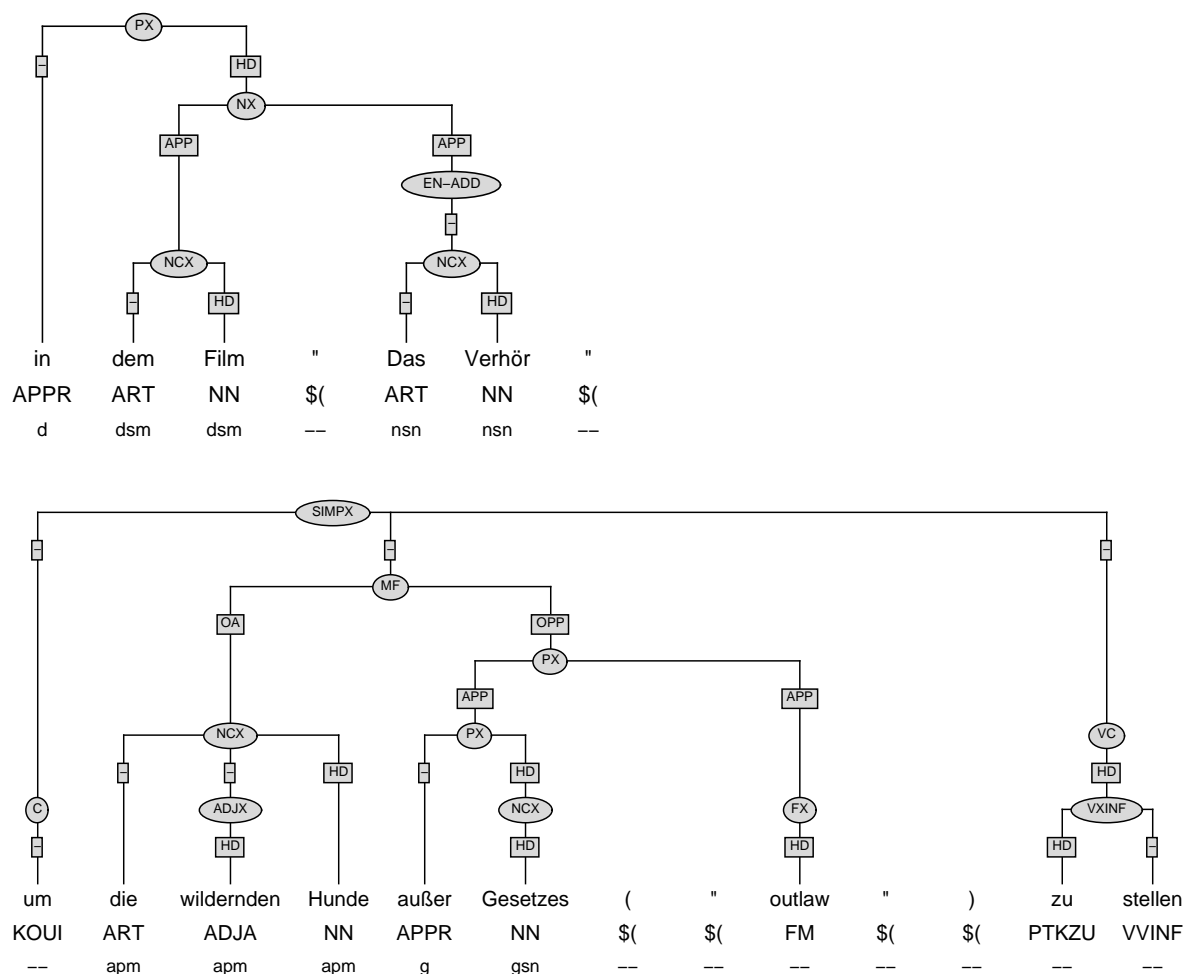 PX
– HD
NX
APP APP
EN–ADD
–
NCX NCX
– HD – HD
in dem Film " Das Verhör "
APPR ART NN $( ART NN $(
d dsm dsm –– nsn nsn ––
SIMPX
– – –
MF
OA OPP
PX
APP APP
NCX PX VC
– – HD – HD HD
C ADJX NCX FX VXINF
– HD HD HD HD –
um die wildernden Hunde außer Gesetzes ( " outlaw " ) zu stellen
KOUI ART ADJA NN APPR NN $( $( FM $( $( PTKZU VVINF
–– apm apm apm g gsn –– –– –– –– –– –– ––